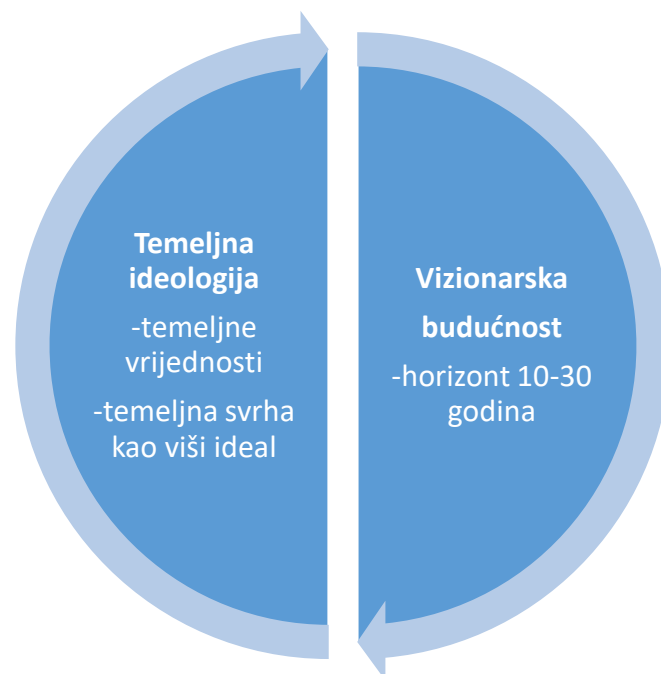 Temeljna
ideologija
-temeljne
vrijednosti
-temeljna svrha
kao viši ideal
Vizionarska
budućnost
-horizont 10-30
godina